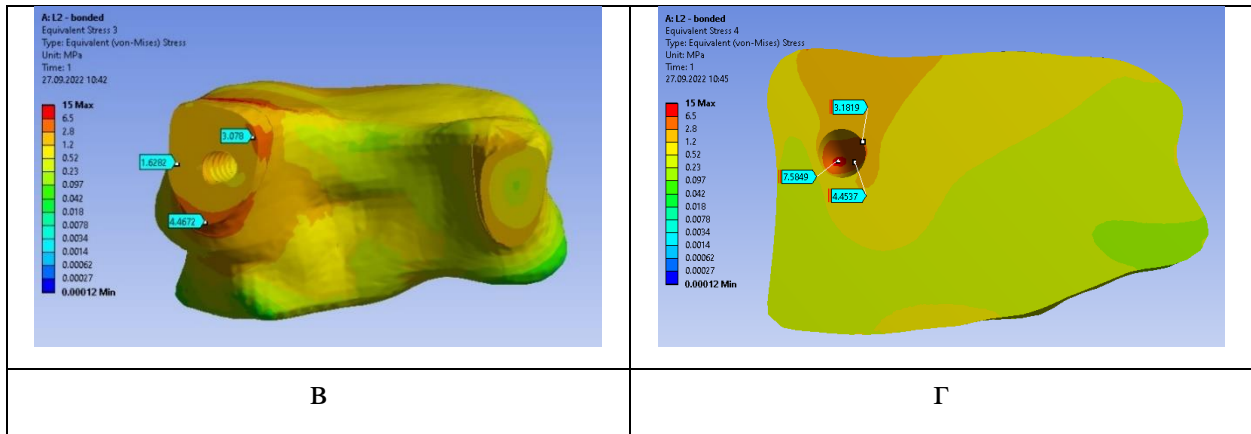 A: L2 - bonded
Equivalent Stress 3
Type: Equivalent (von-Mises) Stress
Unit: MPa
Time: 1
27.09.2022 10:42
15 Max
6.5
2.8
1.2
0.52
0.23
0.097
0.042
0.018
0.0078
0.0034
0.0014
0.00062
0.00027
0.00012 Min
3.078
1.6282
4.4672
A: L2 - bonded
Equivalent Stress 4
Type: Equivalent (von-Mises) Stress
Unit: MPa
Time: 1
27.09.2022 10:45
15 Max
6.5
2.8
1.2
0.52
0.23
0.097
0.042
0.018
0.0078
0.0034
0.0014
0.00062
0.00027
0.00012 Min
3.1819
7.5849
4.4537
В
Г